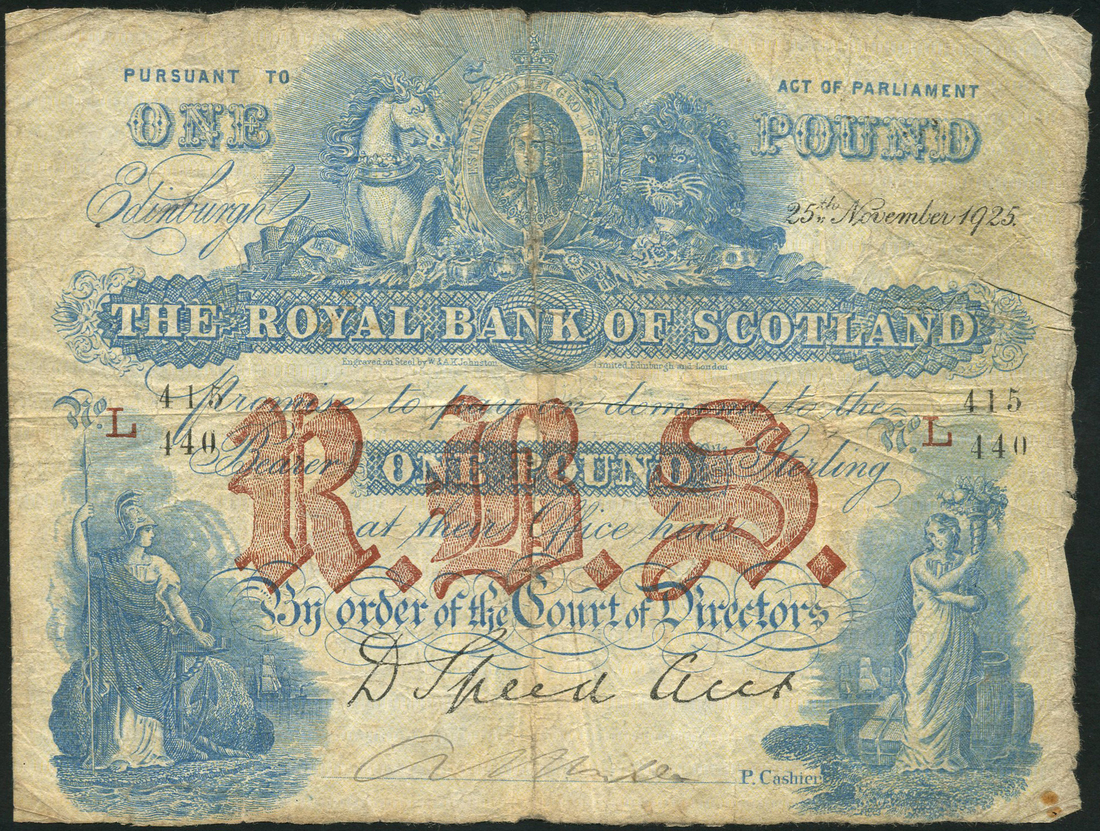 PURSUANT TO ACT OF PARLIAMENT
ONE POUND
Edinburgh 25th November 1925.
THE ROYAL BANK OF SCOTLAND
Engraved on Steel by W. & A.K. Johnston Limited, Edinburgh and London
Promise to pay on demand to the
No. L 415 440 No. L 415 440
Bearer ONE POUND Sterling
R.B.S.
at their Office here
By order of the Court of Directors
D Speed Acct
P. Cashier